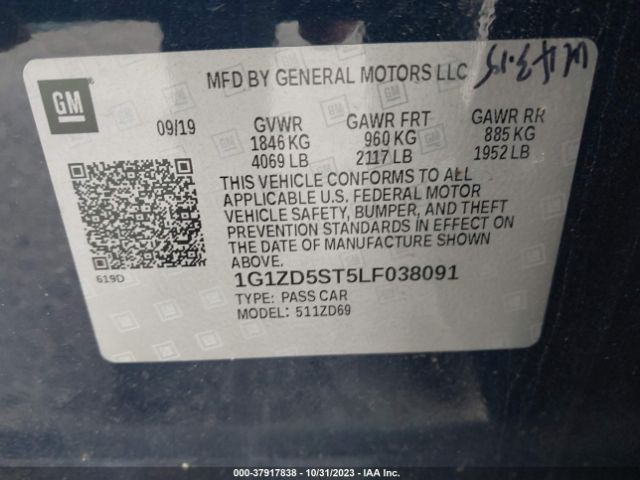 MFD BY GENERAL MOTORS LLC
GM
09/19
GVWR GAWR FRT GAWR RR
1846 KG 960 KG 885 KG
4069 LB 2117 LB 1952 LB
THIS VEHICLE CONFORMS TO ALL
APPLICABLE U.S. FEDERAL MOTOR
VEHICLE SAFETY, BUMPER, AND THEFT
PREVENTION STANDARDS IN EFFECT ON
THE DATE OF MANUFACTURE SHOWN
ABOVE.
619D
1G1ZD5ST5LF038091
TYPE: PASS CAR
MODEL: 511ZD69
000-37917838 - 10/31/2023 - IAA Inc.